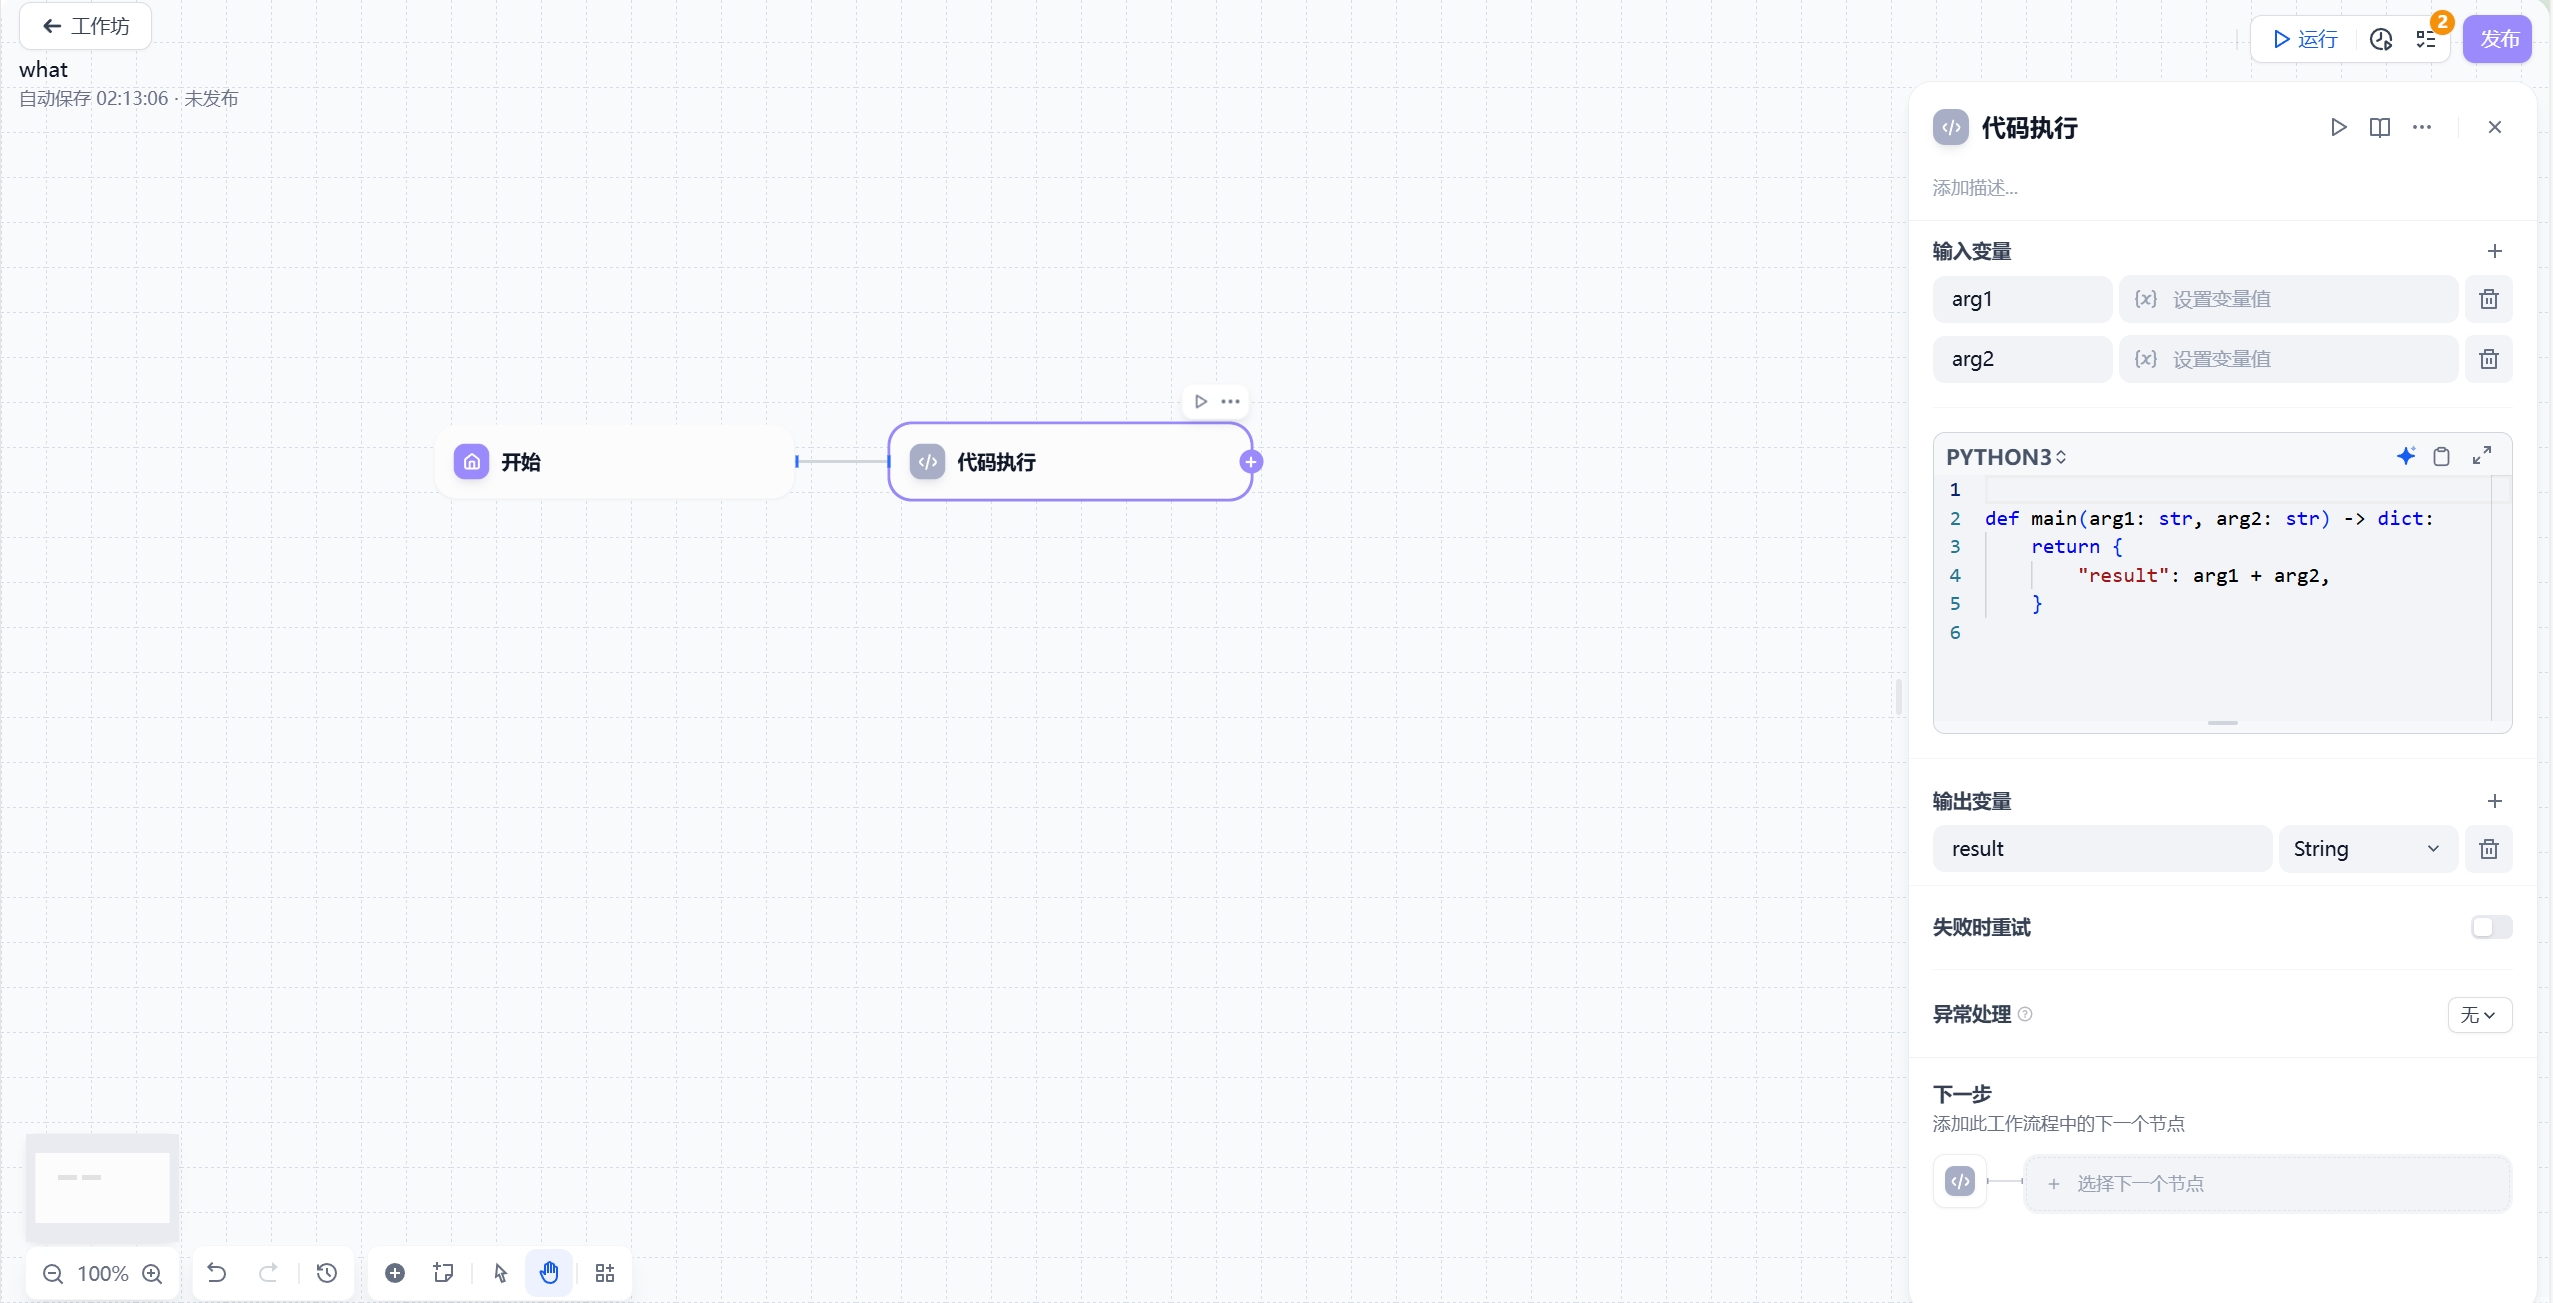 工作坊
what
自动保存 02:13:06 · 未发布
运行
2
发布
开始
代码执行
100%
代码执行
添加描述...
输入变量
arg1 {x} 设置变量值
arg2 {x} 设置变量值
PYTHON3
1
2 def main(arg1: str, arg2: str) -> dict:
3     return {
4         "result": arg1 + arg2,
5     }
6
输出变量
result String
失败时重试
异常处理 无
下一步
添加此工作流程中的下一个节点
选择下一个节点